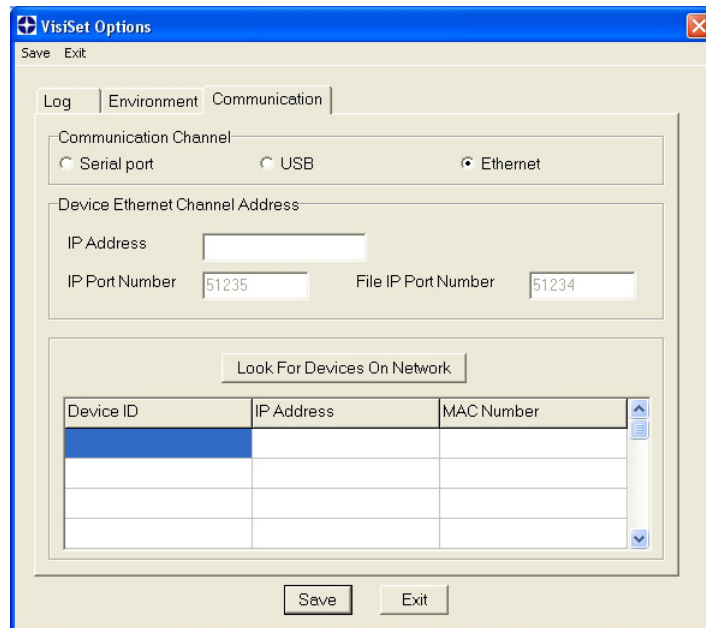 VisiSet Options
Save Exit
Log Environment Communication
Communication Channel
Serial port USB Ethernet
Device Ethernet Channel Address
IP Address
IP Port Number 51235 File IP Port Number 51234
Look For Devices On Network
Device ID IP Address MAC Number
Save Exit